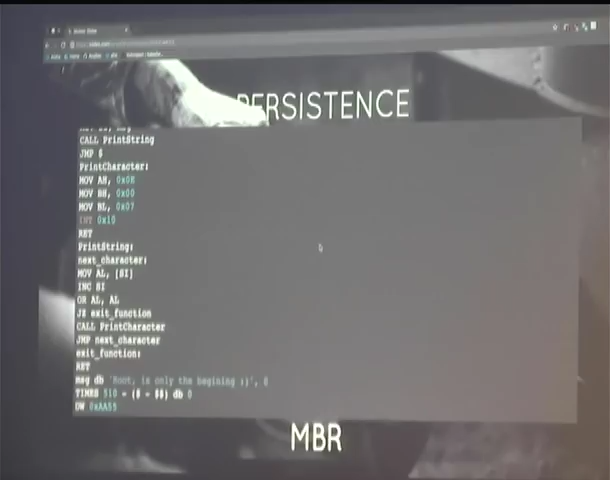 PERSISTENCE
CALL PrintString
JMP $
PrintCharacter:
MOV AH, 0x0E
MOV BH, 0x00
MOV BL, 0x07
INT 0x10
RET
PrintString:
next_character:
MOV AL, [SI]
INC SI
OR AL, AL
JZ exit_function
CALL PrintCharacter
JMP next_character
exit_function:
RET
msg db 'Root, is only the begining ;)', 0
TIMES 510 - ($ - $$) db 0
DW 0xAA55
MBR